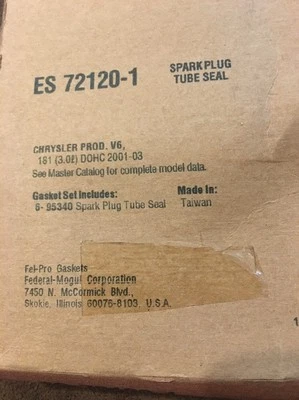 ES 72120-1
SPARK PLUG
TUBE SEAL
CHRYSLER PROD. V6,
181 (3.0ℓ) DOHC 2001-03
See Master Catalog for complete model data.
Gasket Set Includes:
6- 95340 Spark Plug Tube Seal
Made In:
Taiwan
Fel-Pro Gaskets
Federal-Mogul Corporation
7450 N. McCormick Blvd.,
Skokie, Illinois 60076-8103, U.S.A.
1